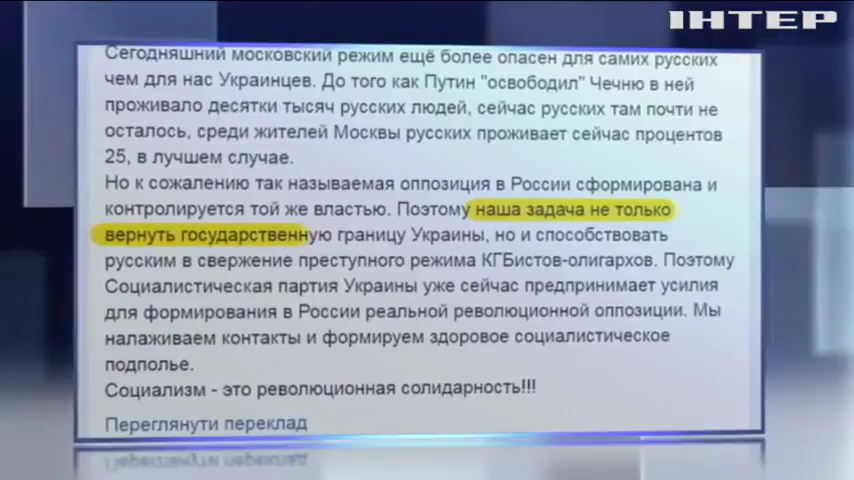 ІНТЕР
Сегодняшний московский режим ещё более опасен для самих русских
чем для нас Украинцев. До того как Путин "освободил" Чечню в ней
проживало десятки тысяч русских людей, сейчас русских там почти не
осталось, среди жителей Москвы русских проживает сейчас процентов
25, в лучшем случае.
Но к сожалению так называемая оппозиция в России сформирована и
контролируется той же властью. Поэтому наша задача не только
вернуть государственную границу Украины, но и способствовать
русским в свержение преступного режима КГБистов-олигархов. Поэтому
Социалистическая партия Украины уже сейчас предпринимает усилия
для формирования в России реальной революционной оппозиции. Мы
налаживаем контакты и формируем здоровое социалистическое
подполье.
Социализм - это революционная солидарность!!!
Переглянути переклад